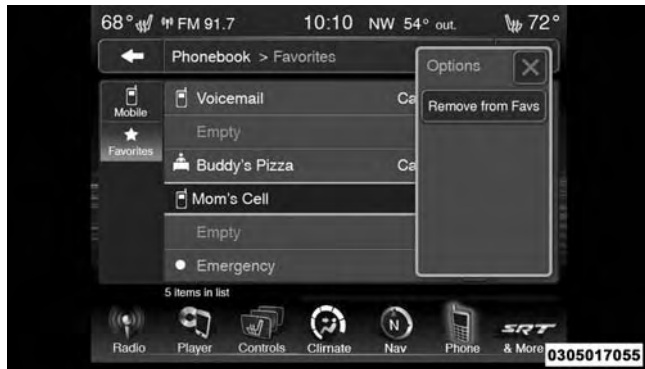 68° FM 91.7 10:10 NW 54° out. 72°
Phonebook > Favorites
Options
Mobile
Voicemail Ca
Remove from Favs
Empty
Favorites
Buddy's Pizza Ca
Mom's Cell
Empty
Emergency
5 items in list
Radio Player Controls Climate N Nav Phone SRT & More
0305017055